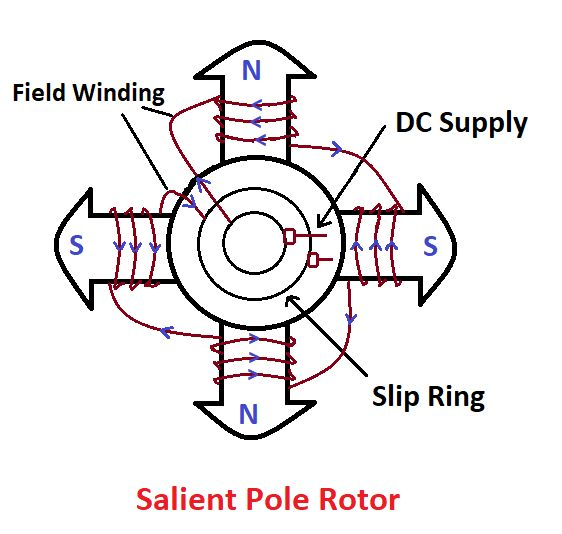 N
Field Winding
DC Supply
S
S
N
Slip Ring
Salient Pole Rotor